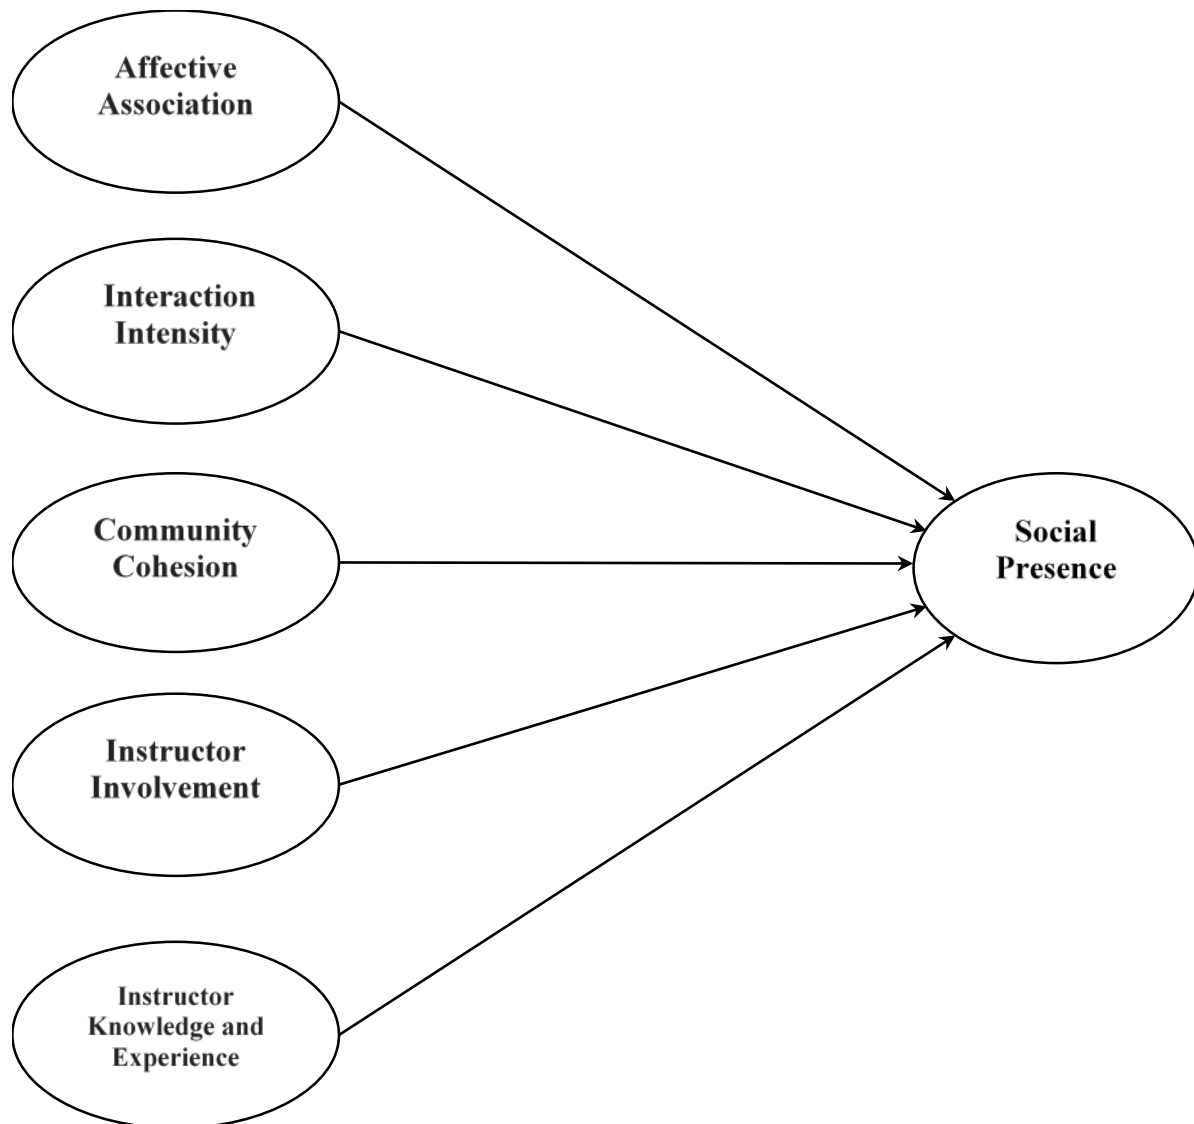 Affective
Association
Interaction
Intensity
Community
Cohesion
Social
Presence
Instructor
Involvement
Instructor
Knowledge and
Experience